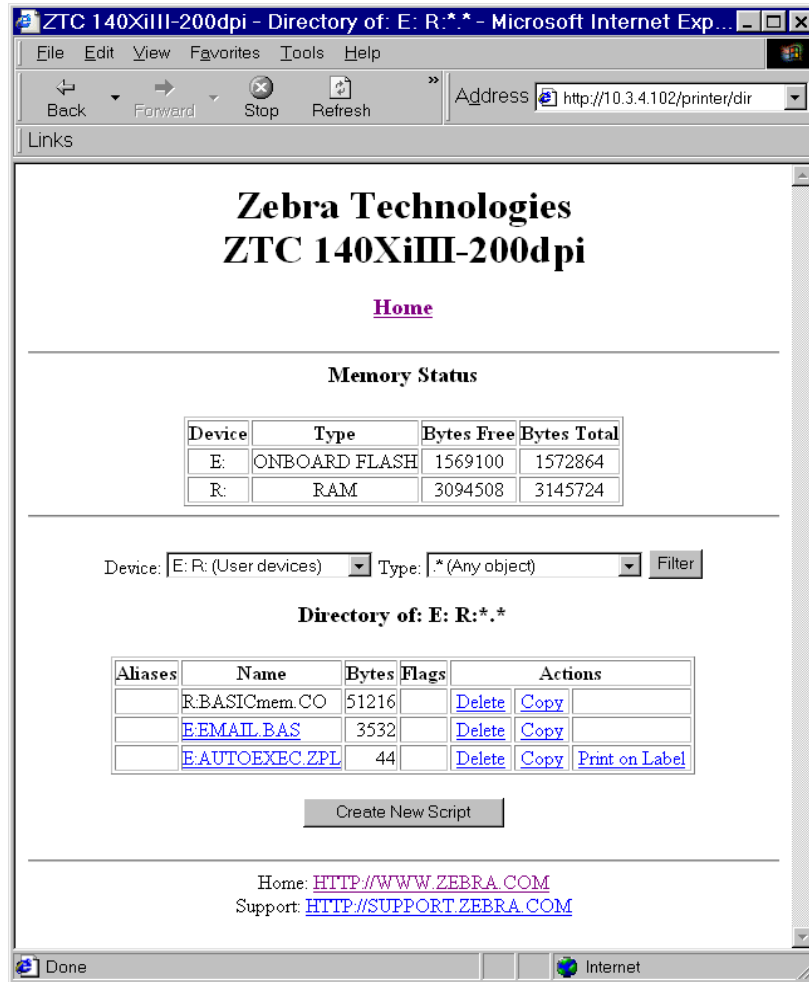 ZTC 140XiIII-200dpi - Directory of: E: R:*.* - Microsoft Internet Exp...
File Edit View Favorites Tools Help
Back Forward Stop Refresh » Address http://10.3.4.102/printer/dir
Links
Zebra Technologies
ZTC 140XiIII-200dpi
Home
Memory Status
Device Type Bytes Free Bytes Total
E: ONBOARD FLASH 1569100 1572864
R: RAM 3094508 3145724
Device: E: R: (User devices) Type: .* (Any object) Filter
Directory of: E: R:*.*
Aliases Name Bytes Flags Actions
R:BASICmem.CO 51216 Delete Copy
E:EMAIL.BAS 3532 Delete Copy
E:AUTOEXEC.ZPL 44 Delete Copy Print on Label
Create New Script
Home: HTTP://WWW.ZEBRA.COM
Support: HTTP://SUPPORT.ZEBRA.COM
Done Internet